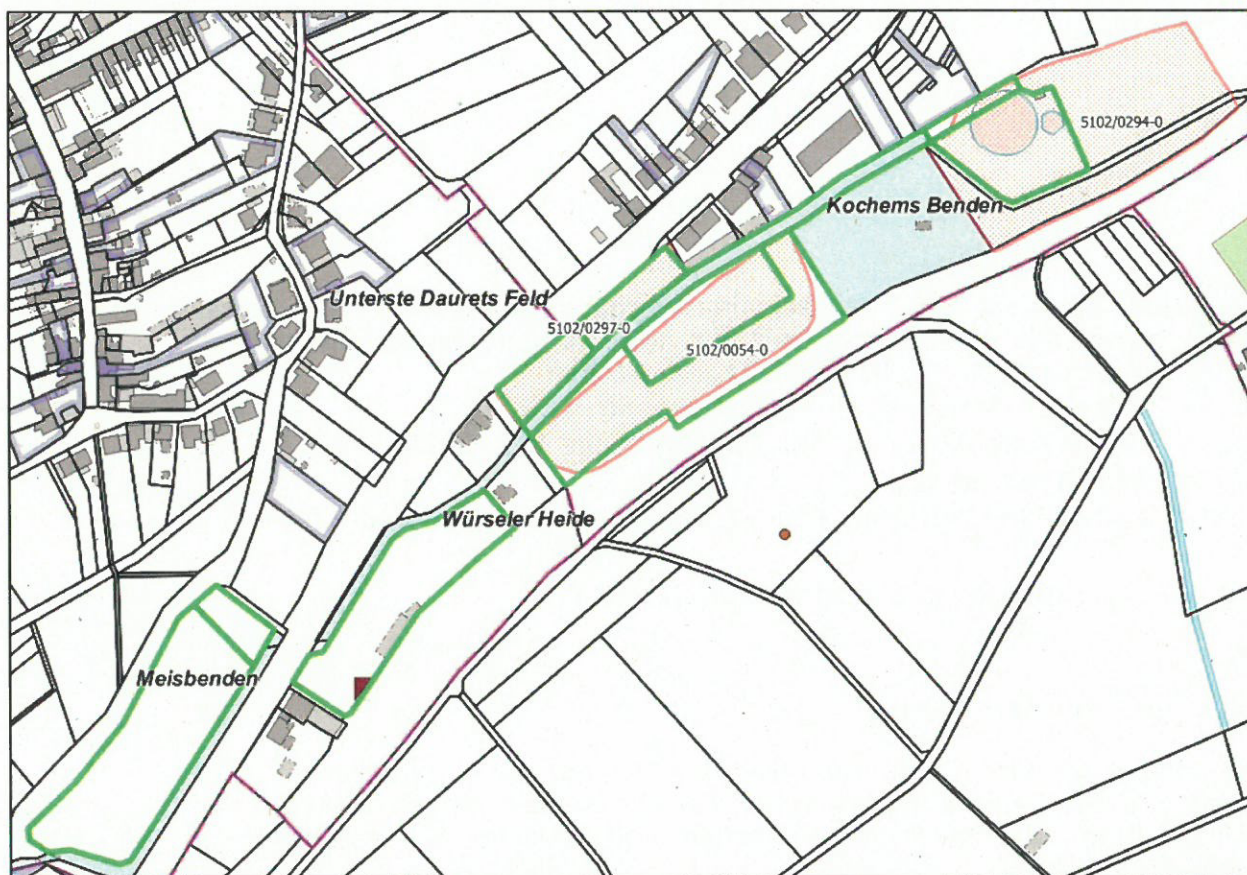 5102/0294-0
Kochems Benden
Unterste Daurets Feld
5102/0297-0
5102/0054-0
Würseler Heide
Meisbenden